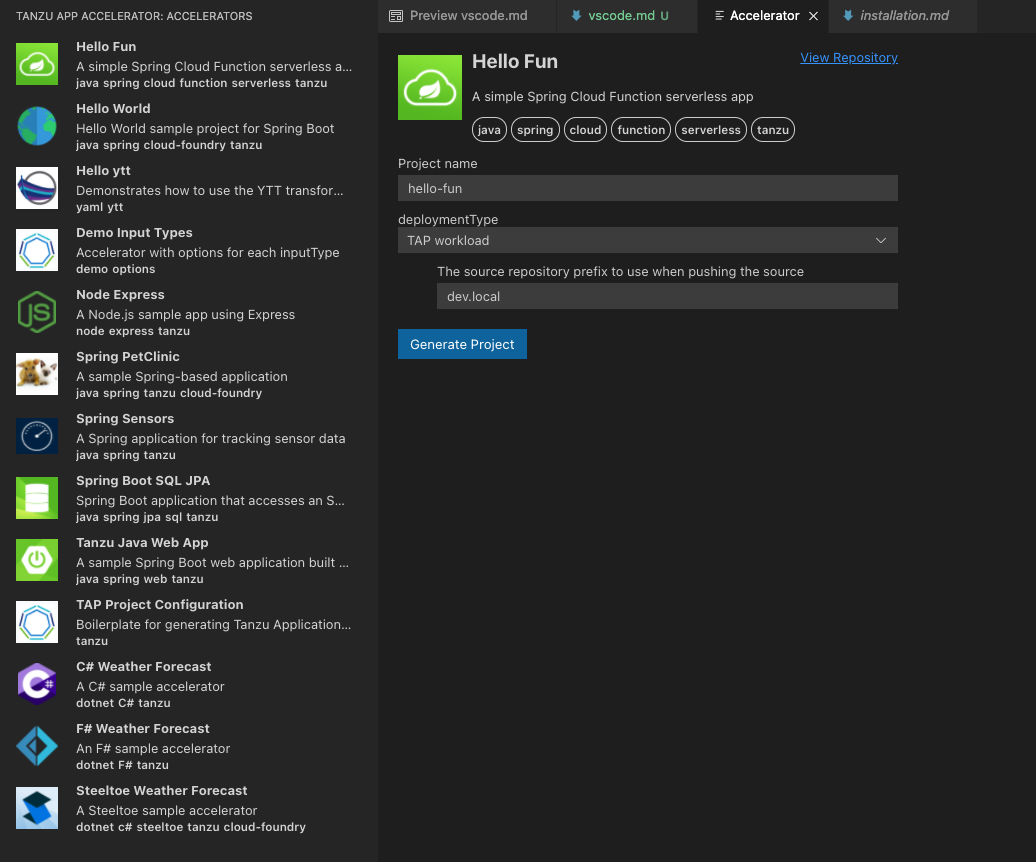 TANZU APP ACCELERATOR: ACCELERATORS
Hello Fun
A simple Spring Cloud Function serverless a...
java spring cloud function serverless tanzu
Hello World
Hello World sample project for Spring Boot
java spring cloud-foundry tanzu
Hello ytt
Demonstrates how to use the YTT transfor...
yaml ytt
Demo Input Types
Accelerator with options for each inputType
demo options
Node Express
A Node.js sample app using Express
node express tanzu
Spring PetClinic
A sample Spring-based application
java spring tanzu cloud-foundry
Spring Sensors
A Spring application for tracking sensor data
java spring tanzu
Spring Boot SQL JPA
Spring Boot application that accesses an S...
java spring jpa sql tanzu
Tanzu Java Web App
A sample Spring Boot web application built ...
java spring web tanzu
TAP Project Configuration
Boilerplate for generating Tanzu Application...
tanzu
C# Weather Forecast
A C# sample accelerator
dotnet C# tanzu
F# Weather Forecast
An F# sample accelerator
dotnet F# tanzu
Steeltoe Weather Forecast
A Steeltoe sample accelerator
dotnet c# steeltoe tanzu cloud-foundry
Preview vscode.md
vscode.md U
Accelerator
installation.md
Hello Fun
View Repository
A simple Spring Cloud Function serverless app
java spring cloud function serverless tanzu
Project name
hello-fun
deploymentType
TAP workload
The source repository prefix to use when pushing the source
dev.local
Generate Project
JS
C#